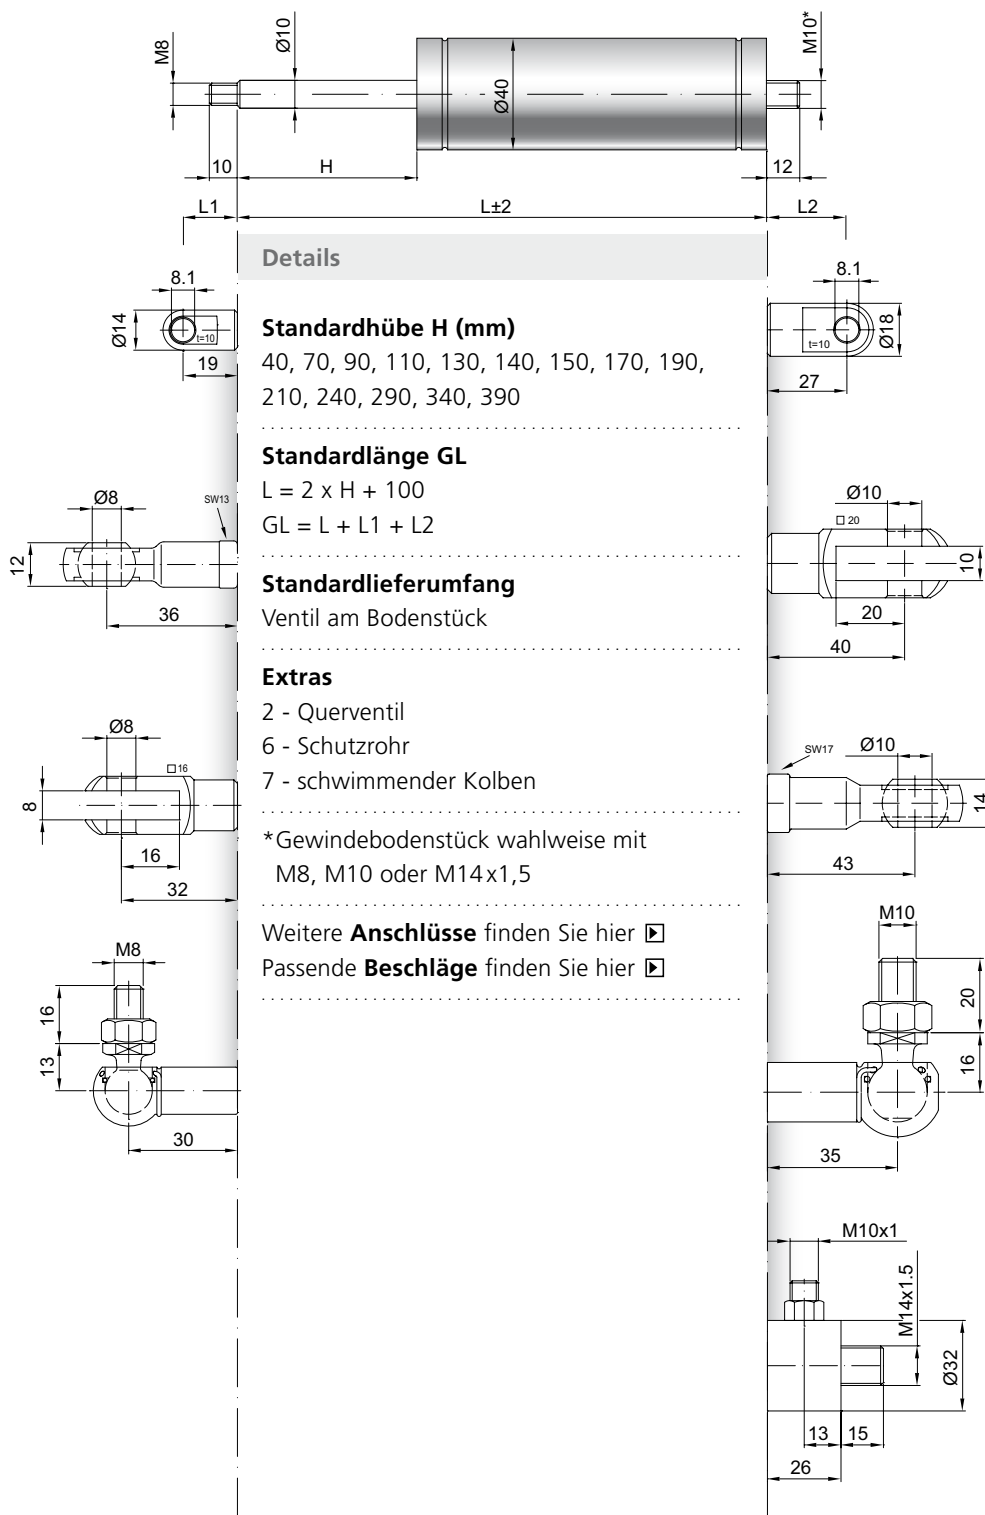 M8
Ø10
Ø40
M10*
10
H
12
L1
L±2
L2
Details
8.1
Ø14
t=10
19
8.1
Ø18
t=10
27
Standardhübe H (mm)
40, 70, 90, 110, 130, 140, 150, 170, 190,
210, 240, 290, 340, 390
Standardlänge GL
L = 2 x H + 100
GL = L + L1 + L2
Ø8
SW13
12
36
Ø10
□ 20
10
20
40
Standardlieferumfang
Ventil am Bodenstück
Extras
2 - Querventil
6 - Schutzrohr
7 - schwimmender Kolben
Ø8
□ 16
8
16
32
SW17
Ø10
14
43
*Gewindebodenstück wahlweise mit
M8, M10 oder M14x1,5
Weitere Anschlüsse finden Sie hier
Passende Beschläge finden Sie hier
M8
16
13
30
M10
20
16
35
M10x1
M14x1.5
Ø32
13
15
26